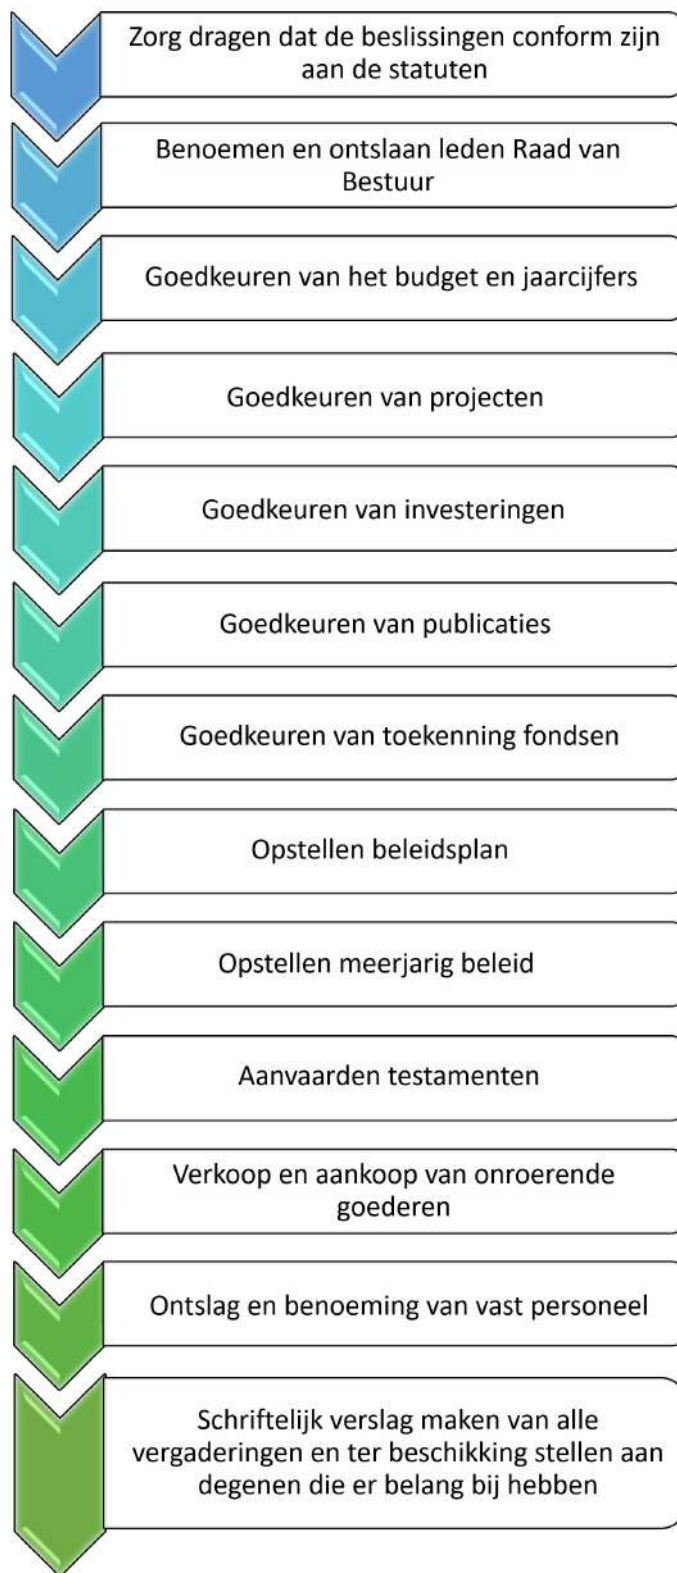 Zorg dragen dat de beslissingen conform zijn
aan de statuten
Benoemen en ontslaan leden Raad van
Bestuur
Goedkeuren van het budget en jaarcijfers
Goedkeuren van projecten
Goedkeuren van investeringen
Goedkeuren van publicaties
Goedkeuren van toekenning fondsen
Opstellen beleidsplan
Opstellen meerjarig beleid
Aanvaarden testamenten
Verkoop en aankoop van onroerende
goederen
Ontslag en benoeming van vast personeel
Schriftelijk verslag maken van alle
vergaderingen en ter beschikking stellen aan
degenen die er belang bij hebben